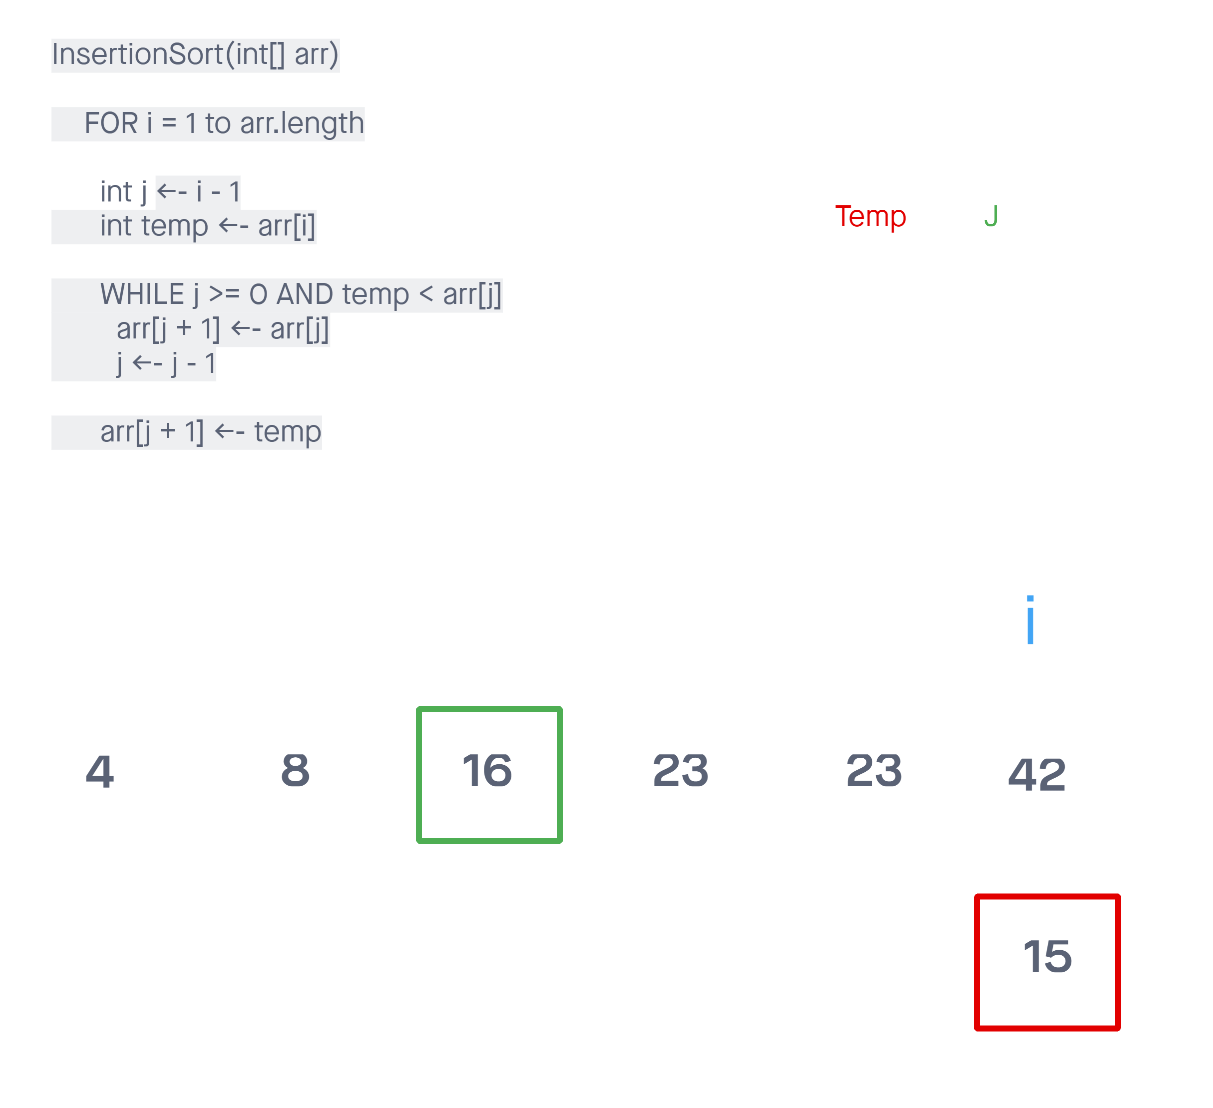 InsertionSort(int[] arr)
FOR i = 1 to arr.length
int j <-- i - 1
int temp <-- arr[i]
Temp J
WHILE j >= 0 AND temp < arr[j]
arr[j + 1] <-- arr[j]
j <-- j - 1
arr[j + 1] <-- temp
i
4 8 16 23 23 42
15